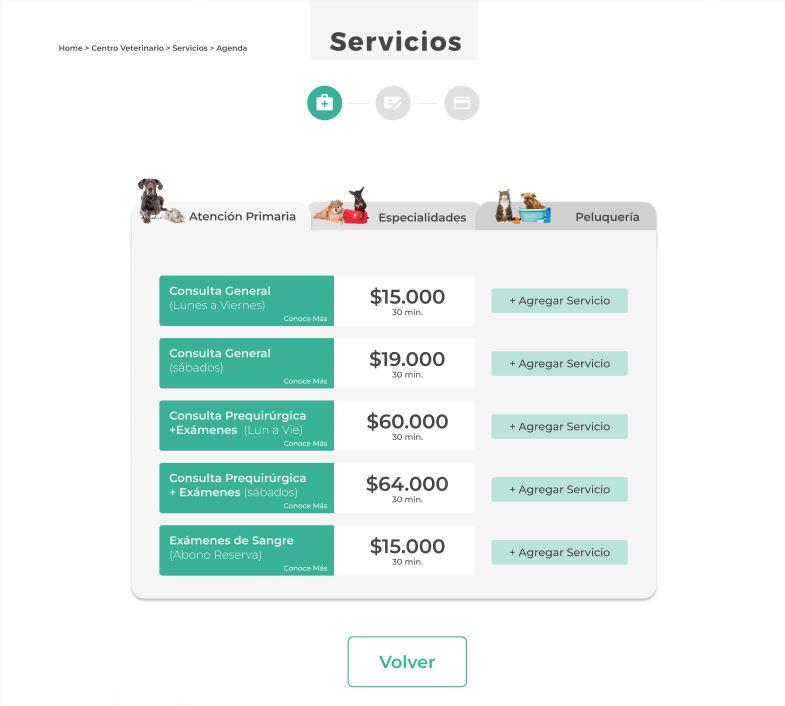 Servicios
Home > Centro Veterinario > Servicios > Agenda
Atención Primaria
Especialidades
Peluquería
Consulta General
(Lunes a Viernes)
Conoce Más
$15.000
30 min.
+ Agregar Servicio
Consulta General
(sábados)
Conoce Más
$19.000
30 min.
+ Agregar Servicio
Consulta Prequirúrgica
+Exámenes (Lun a Vie)
Conoce Más
$60.000
30 min.
+ Agregar Servicio
Consulta Prequirúrgica
+ Exámenes (sábados)
Conoce Más
$64.000
30 min.
+ Agregar Servicio
Exámenes de Sangre
(Abono Reserva)
Conoce Más
$15.000
30 min.
+ Agregar Servicio
Volver